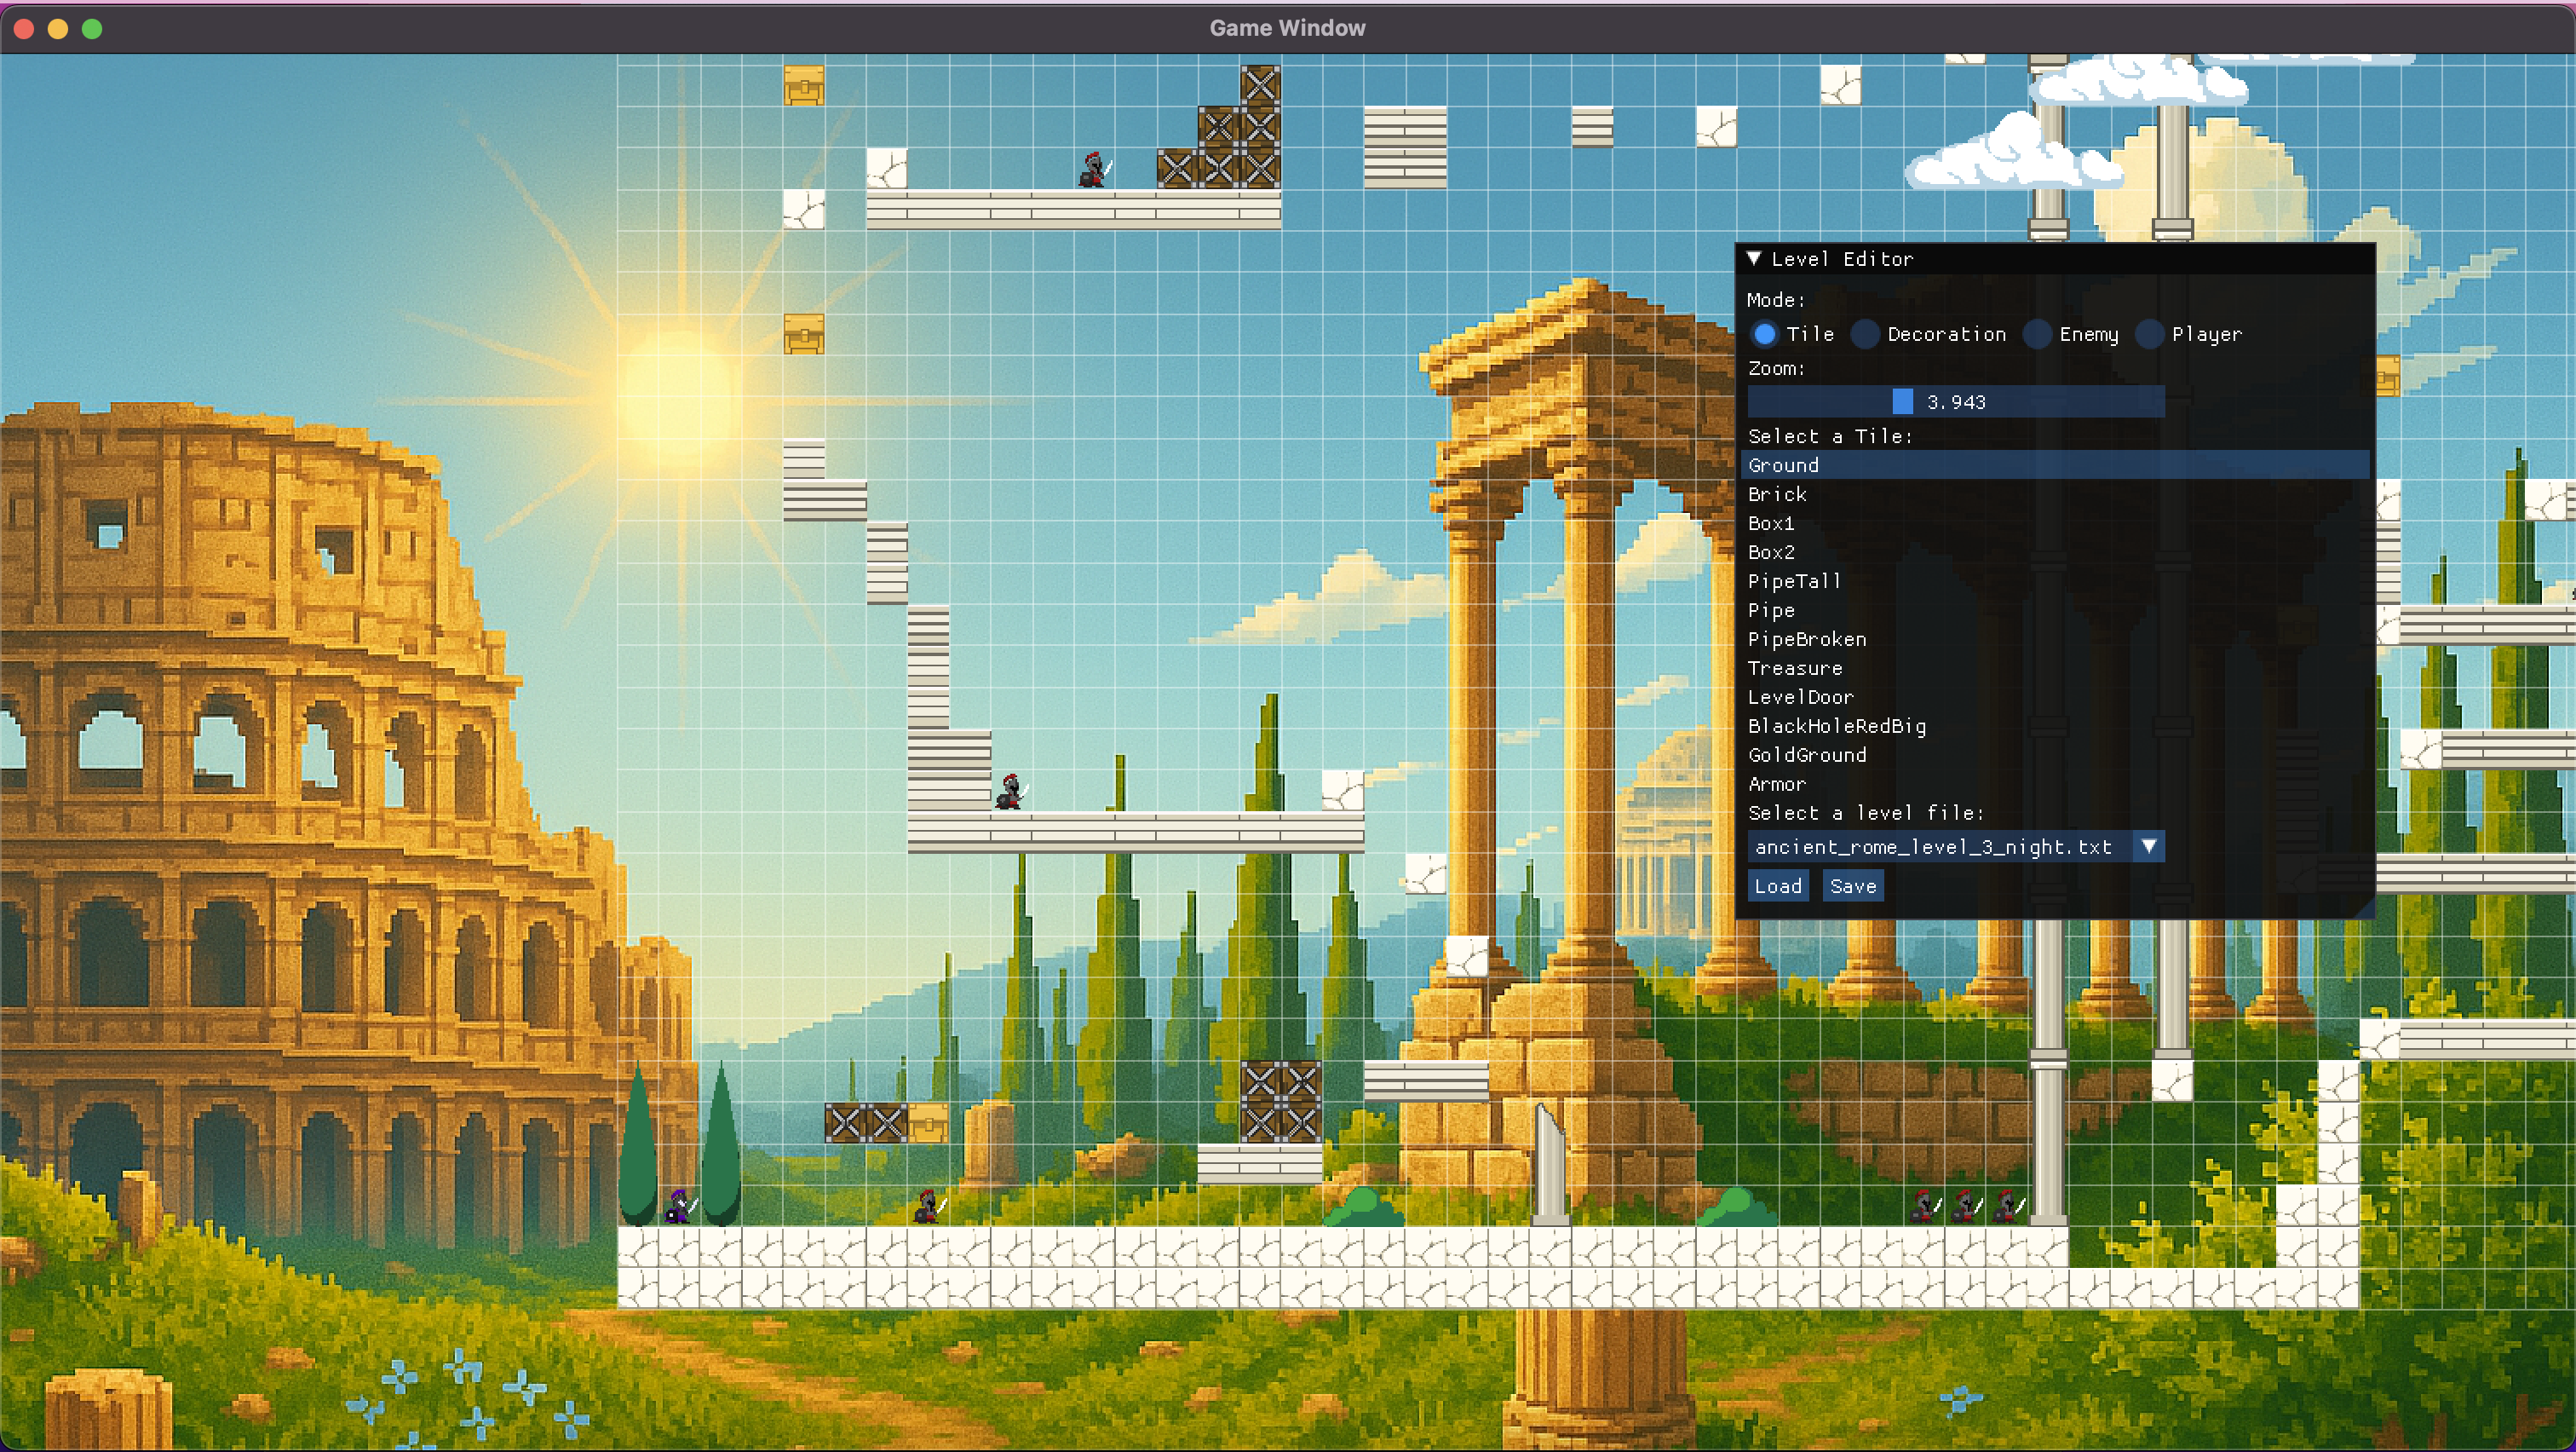 Game Window
Level Editor
Mode:
Tile Decoration Enemy Player
Zoom:
3.943
Select a Tile:
Ground
Brick
Box1
Box2
PipeTall
Pipe
PipeBroken
Treasure
LevelDoor
BlackHoleRedBig
GoldGround
Armor
Select a level file:
ancient_rome_level_3_night.txt
Load Save